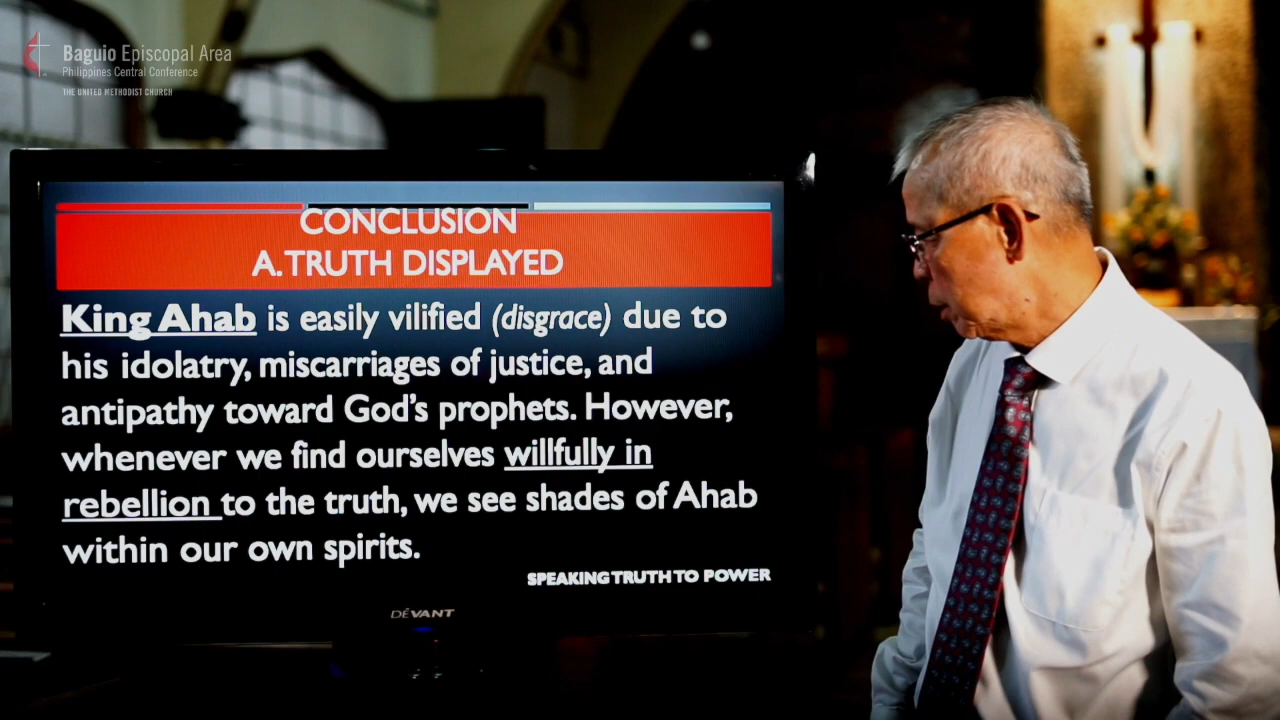 Baguio Episcopal Area
Philippines Central Conference
THE UNITED METHODIST CHURCH
CONCLUSION
A. TRUTH DISPLAYED
King Ahab is easily vilified (disgrace) due to
his idolatry, miscarriages of justice, and
antipathy toward God's prophets. However,
whenever we find ourselves willfully in
rebellion to the truth, we see shades of Ahab
within our own spirits.
SPEAKING TRUTH TO POWER
DÉVANT